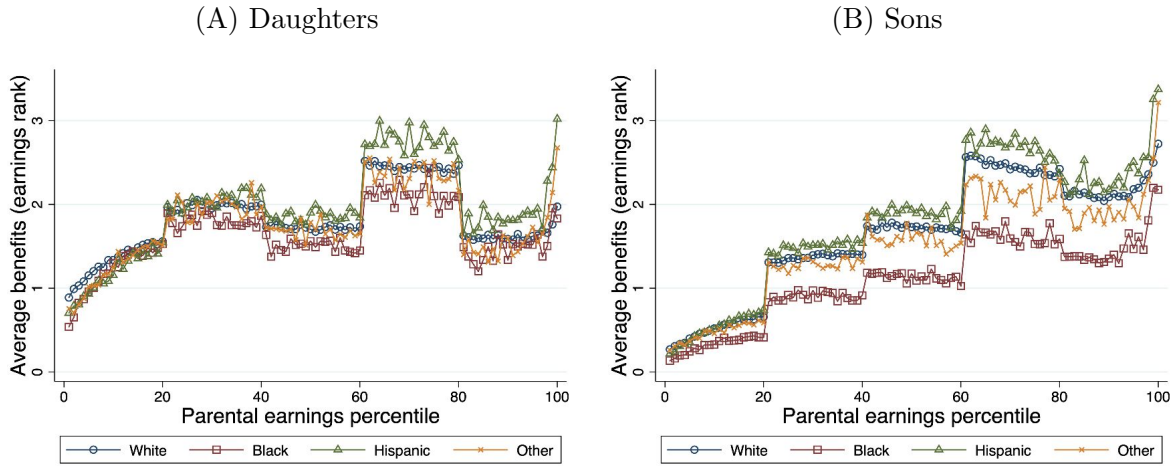 (A) Daughters
Average benefits (earnings rank)
3
2
1
0
0 20 40 60 80 100
Parental earnings percentile
White Black Hispanic Other
(B) Sons
Average benefits (earnings rank)
3
2
1
0
0 20 40 60 80 100
Parental earnings percentile
White Black Hispanic Other